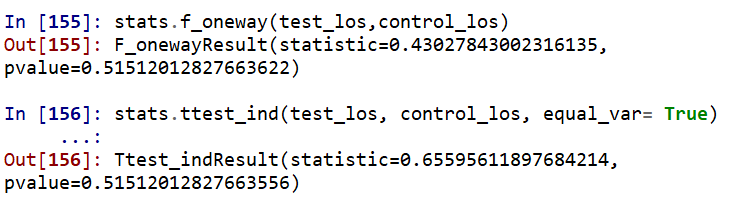 In [155]: stats.f_oneway(test_los,control_los)
Out[155]: F_onewayResult(statistic=0.43027843002316135,
pvalue=0.51512012827663622)
In [156]: stats.ttest_ind(test_los, control_los, equal_var= True)
...:
Out[156]: Ttest_indResult(statistic=0.65595611897684214,
pvalue=0.51512012827663556)